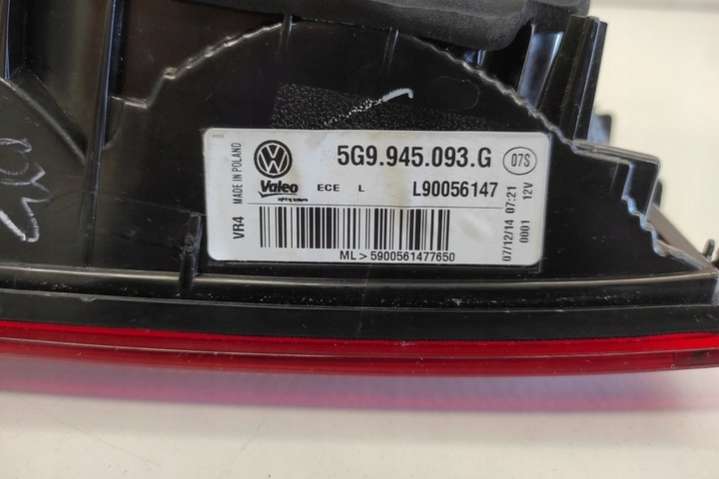 5G9.945.093.G
07S
MADE IN POLAND
Valeo
ECE L
L90056147
VR4
ML>5900561477650
07/12/14 07:21
0001 12V